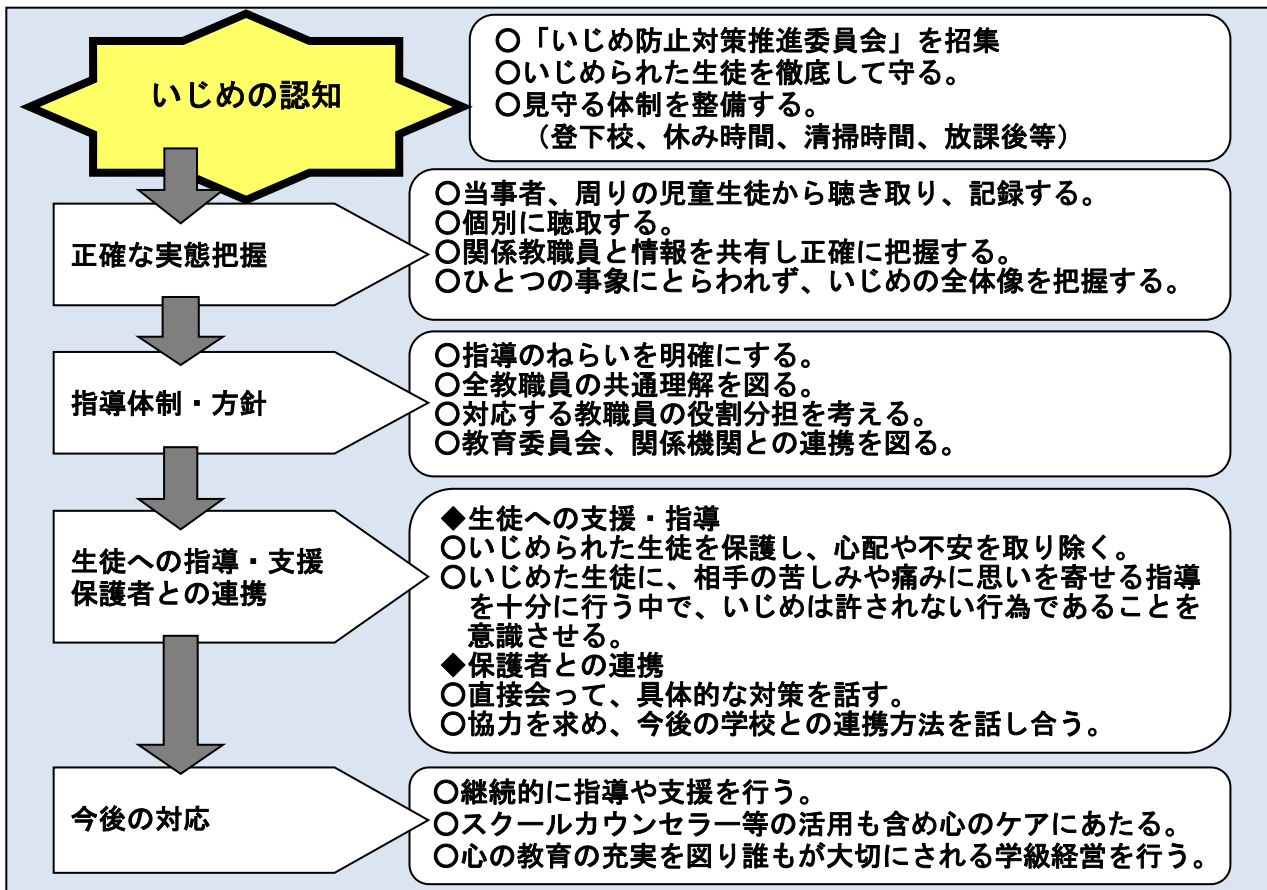 いじめの認知
〇「いじめ防止対策推進委員会」を招集
〇いじめられた生徒を徹底して守る。
〇見守る体制を整備する。
（登下校、休み時間、清掃時間、放課後等）
正確な実態把握
〇当事者、周りの児童生徒から聴き取り、記録する。
〇個別に聴取する。
〇関係教職員と情報を共有し正確に把握する。
〇ひとつの事象にとらわれず、いじめの全体像を把握する。
指導体制・方針
〇指導のねらいを明確にする。
〇全教職員の共通理解を図る。
〇対応する教職員の役割分担を考える。
〇教育委員会、関係機関との連携を図る。
生徒への指導・支援
保護者との連携
◆生徒への支援・指導
〇いじめられた生徒を保護し、心配や不安を取り除く。
〇いじめた生徒に、相手の苦しみや痛みに思いを寄せる指導
を十分に行う中で、いじめは許されない行為であることを
意識させる。
◆保護者との連携
〇直接会って、具体的な対策を話す。
〇協力を求め、今後の学校との連携方法を話し合う。
今後の対応
〇継続的に指導や支援を行う。
〇スクールカウンセラー等の活用も含め心のケアにあたる。
〇心の教育の充実を図り誰もが大切にされる学級経営を行う。